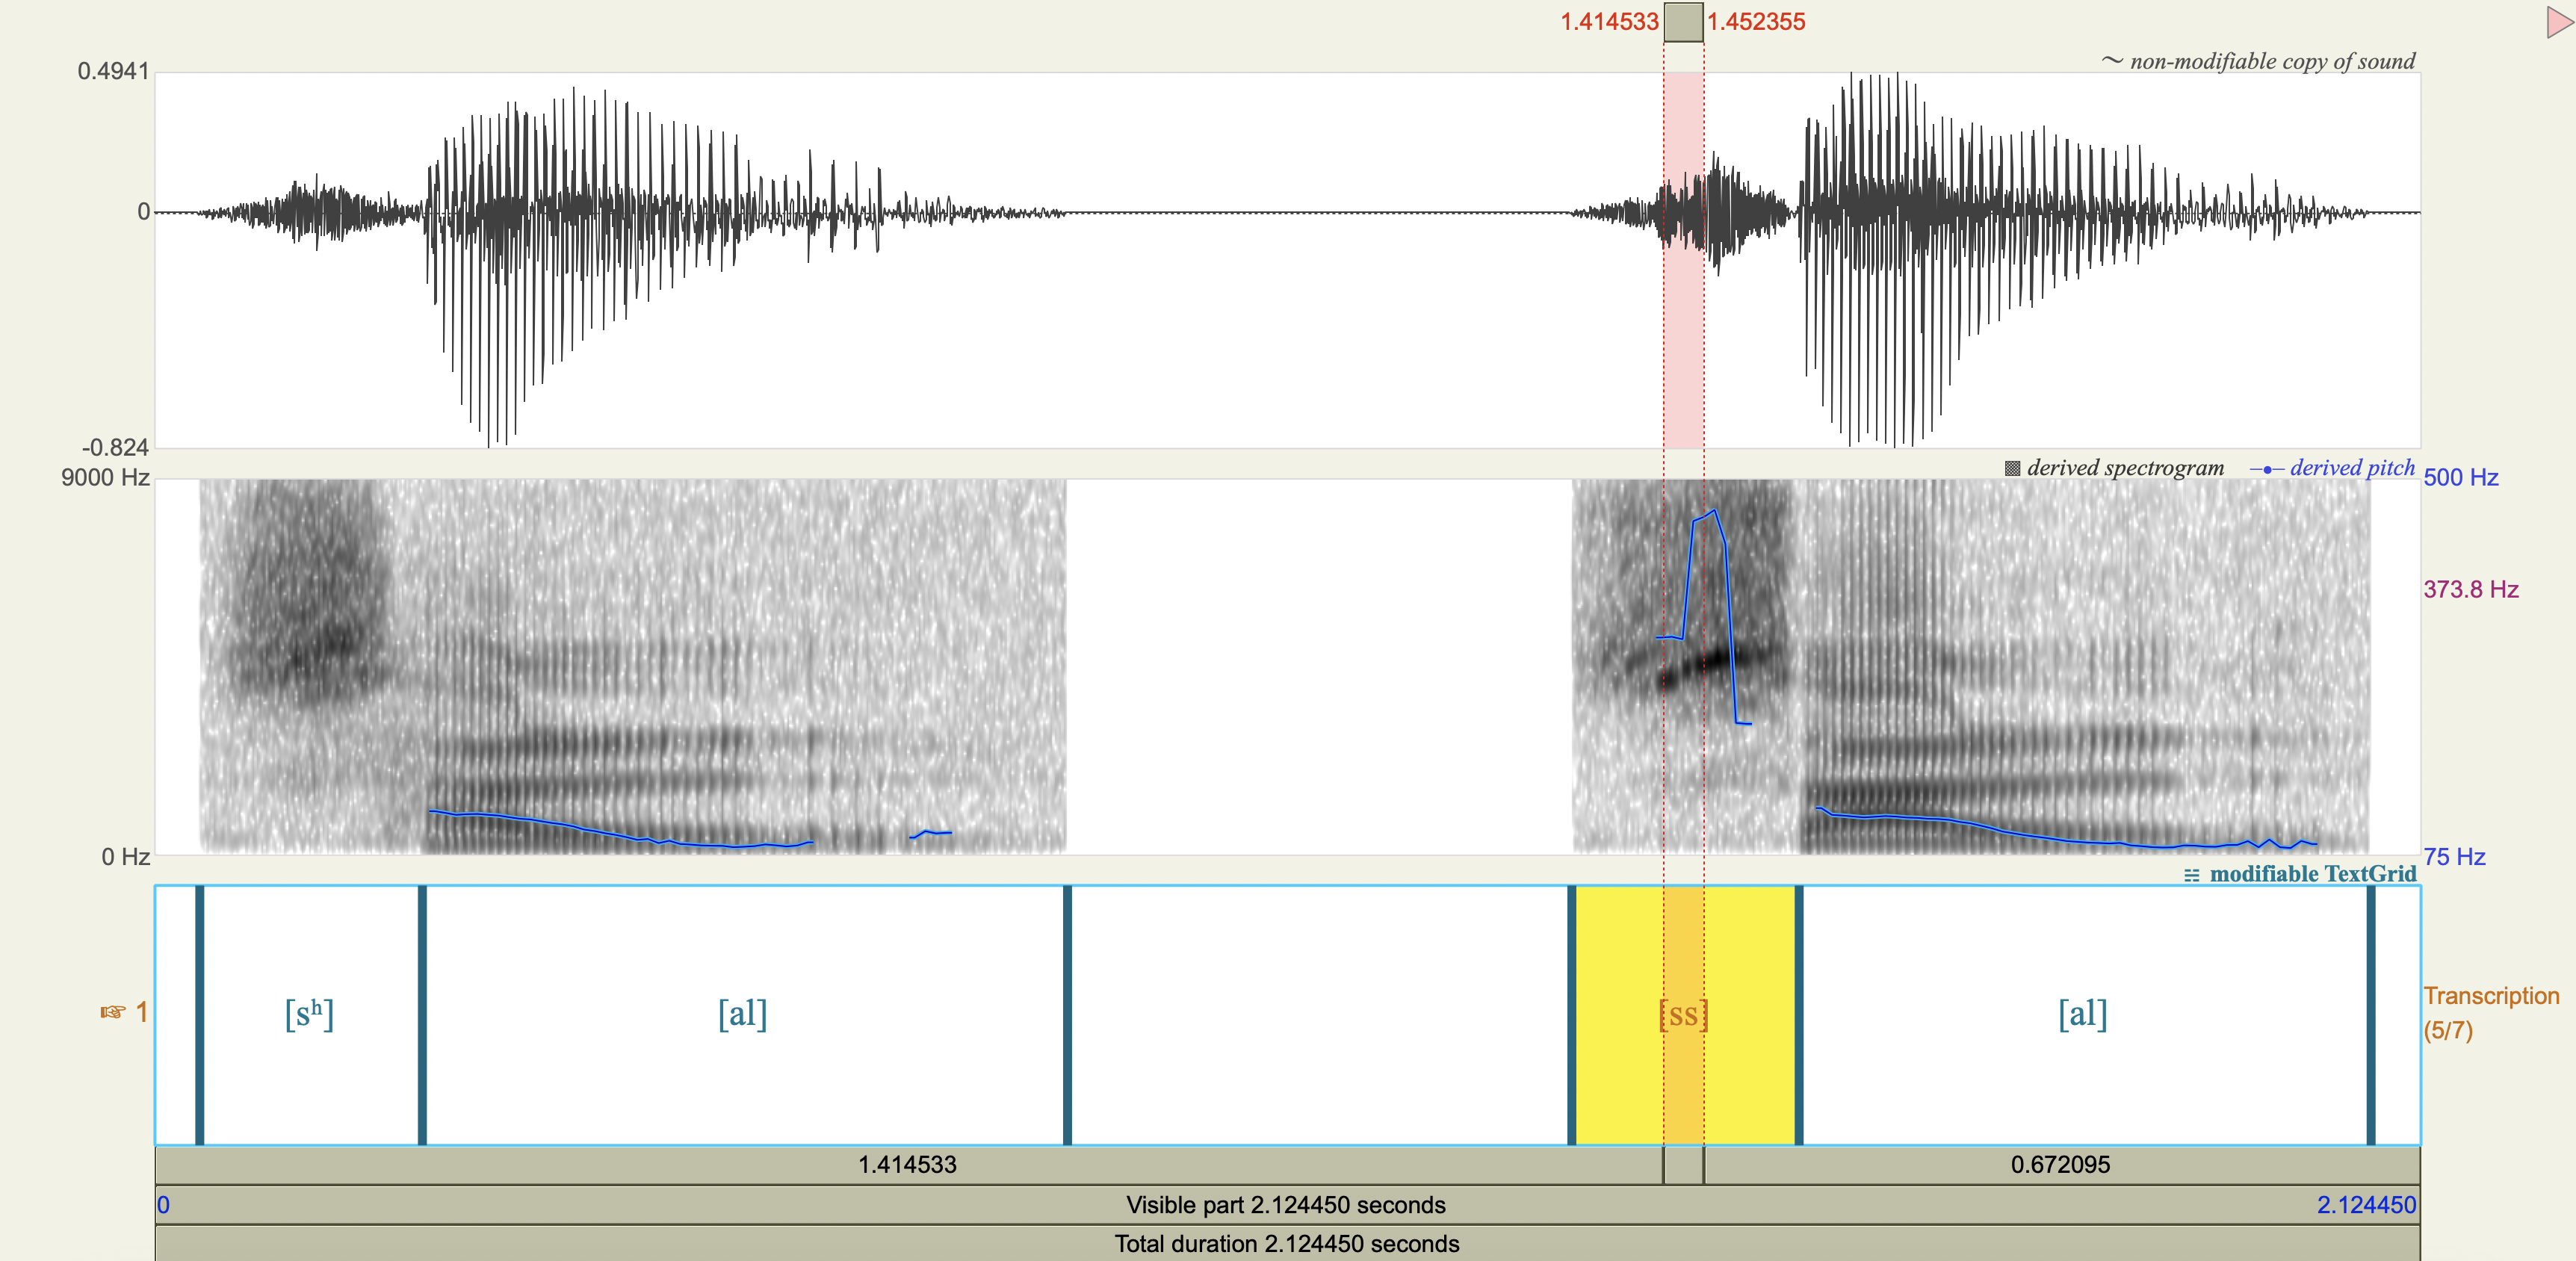 1.414533 1.452355
0.4941
~ non-modifiable copy of sound
0
-0.824
9000 Hz
derived spectrogram derived pitch
500 Hz
373.8 Hz
0 Hz
75 Hz
modifiable TextGrid
☞ 1
[sʰ] [al] [ss] [al]
Transcription
(5/7)
1.414533 0.672095
0 Visible part 2.124450 seconds 2.124450
Total duration 2.124450 seconds